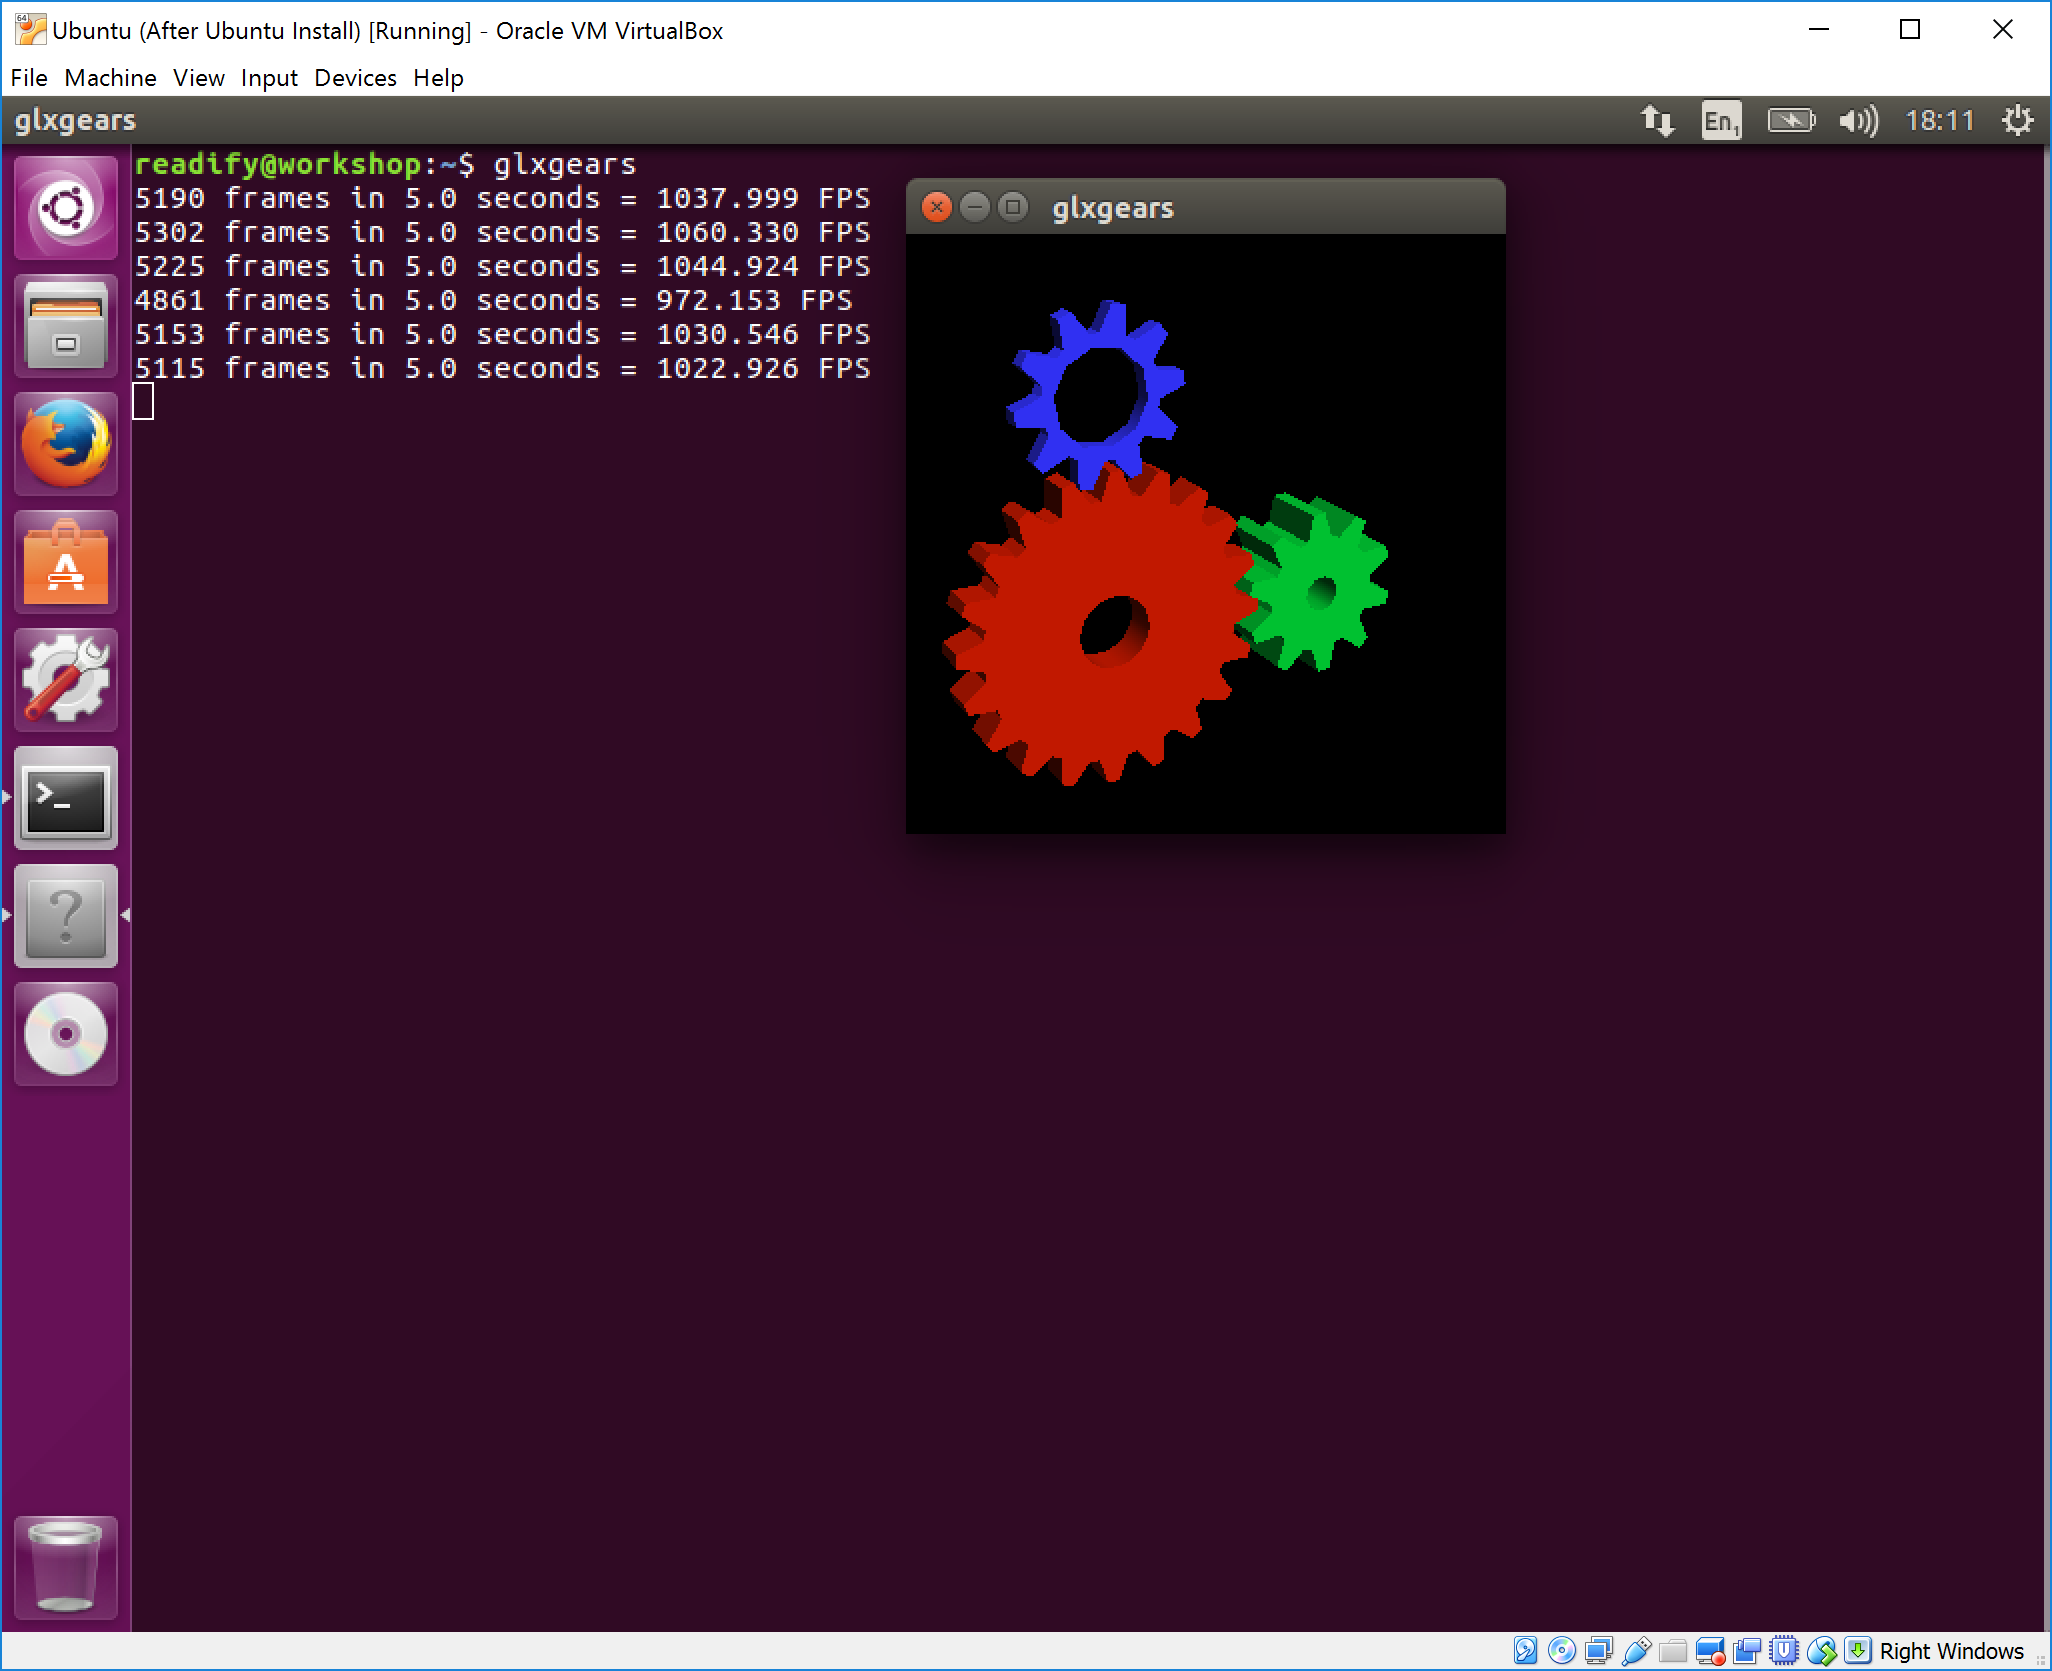 Ubuntu (After Ubuntu Install) [Running] - Oracle VM VirtualBox
File Machine View Input Devices Help
glxgears En1 18:11
readify@workshop:~$ glxgears
5190 frames in 5.0 seconds = 1037.999 FPS
5302 frames in 5.0 seconds = 1060.330 FPS
5225 frames in 5.0 seconds = 1044.924 FPS
4861 frames in 5.0 seconds = 972.153 FPS
5153 frames in 5.0 seconds = 1030.546 FPS
5115 frames in 5.0 seconds = 1022.926 FPS
glxgears
Right Windows